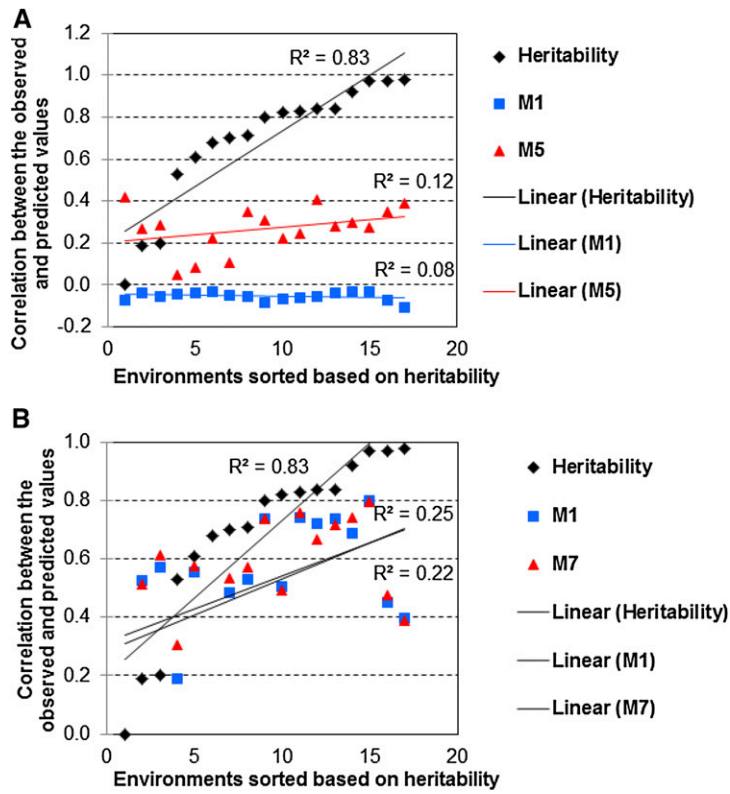 A
Correlation between the observed
and predicted values
1.2
1.0
0.8
0.6
0.4
0.2
0.0
-0.2
R² = 0.83
R² = 0.12
R² = 0.08
0
5
10
15
20
Environments sorted based on heritability
Heritability
M1
M5
Linear (Heritability)
Linear (M1)
Linear (M5)
B
Correlation between the
observed and predicted values
1.0
0.8
0.6
0.4
0.2
0.0
R² = 0.83
R² = 0.25
R² = 0.22
0
5
10
15
20
Environments sorted based on heritability
Heritability
M1
M7
Linear (Heritability)
Linear (M1)
Linear (M7)